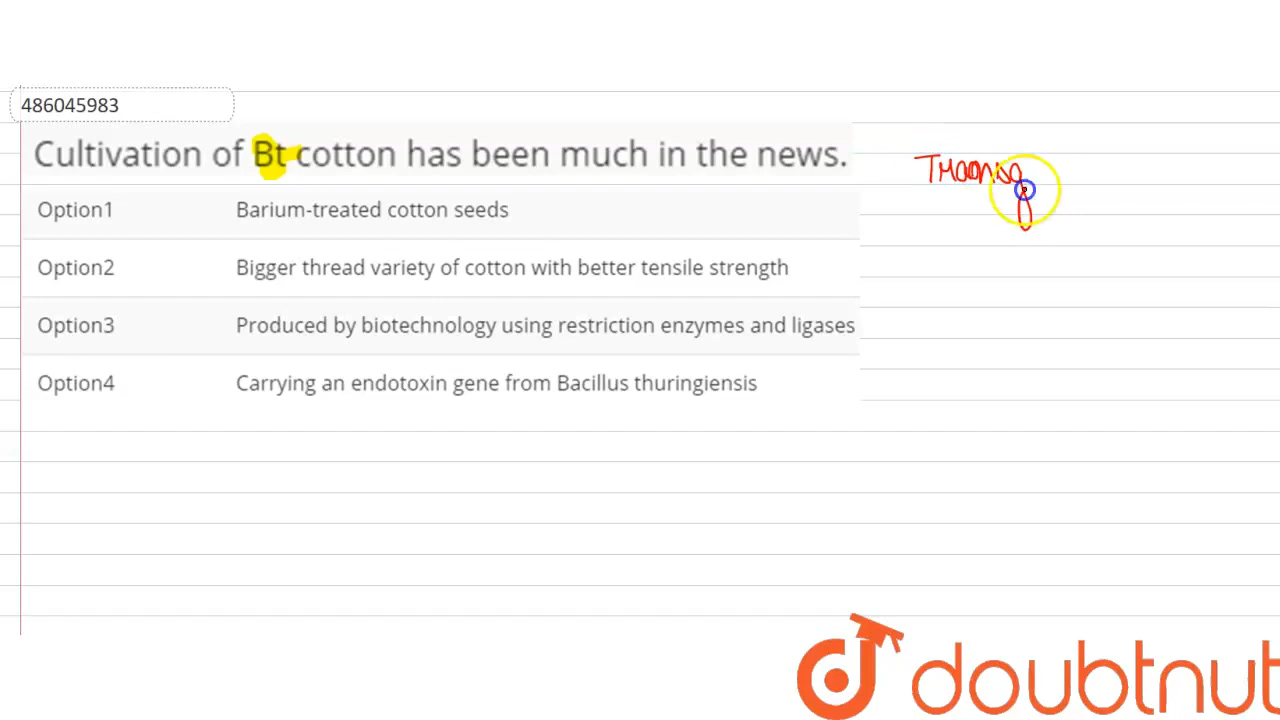 486045983
Cultivation of Bt cotton has been much in the news.
Option1 Barium-treated cotton seeds
Option2 Bigger thread variety of cotton with better tensile strength
Option3 Produced by biotechnology using restriction enzymes and ligases
Option4 Carrying an endotoxin gene from Bacillus thuringiensis
doubtnut